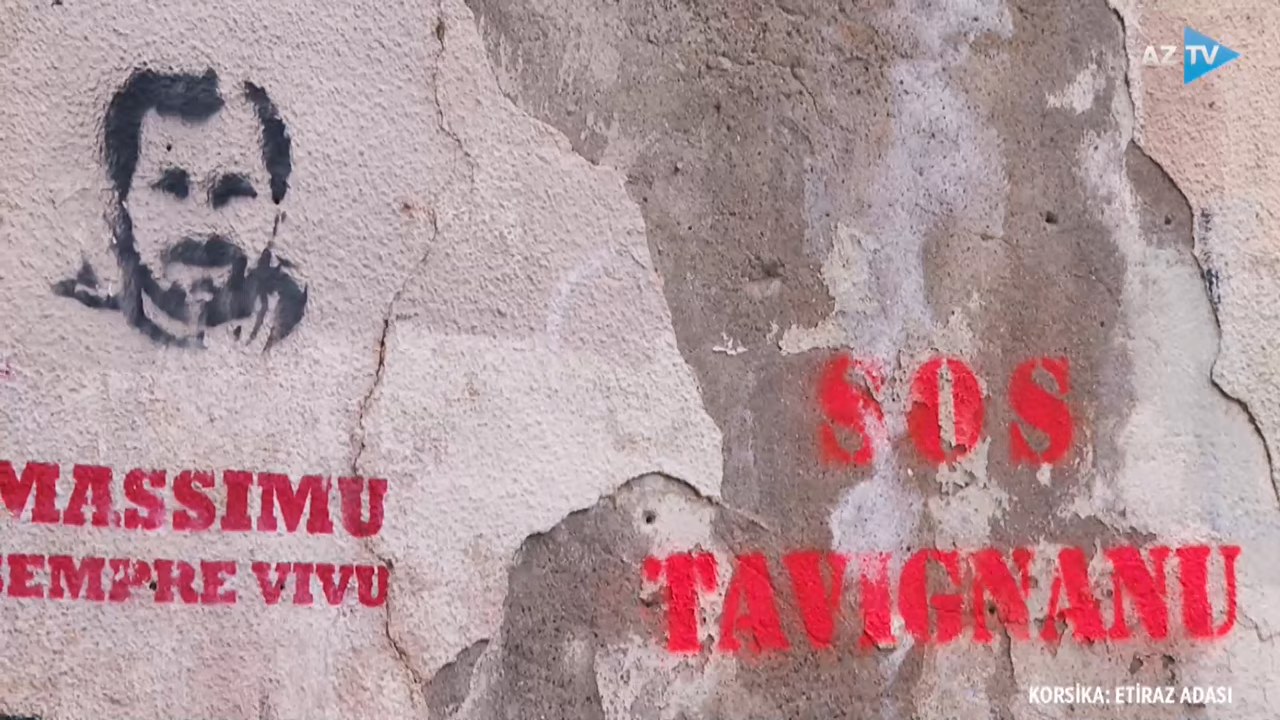 AZ TV
MASSIMU
SEMPRE VIVU
SOS
TAVIGNANU
KORSİKA: ETİRAZ ADASI